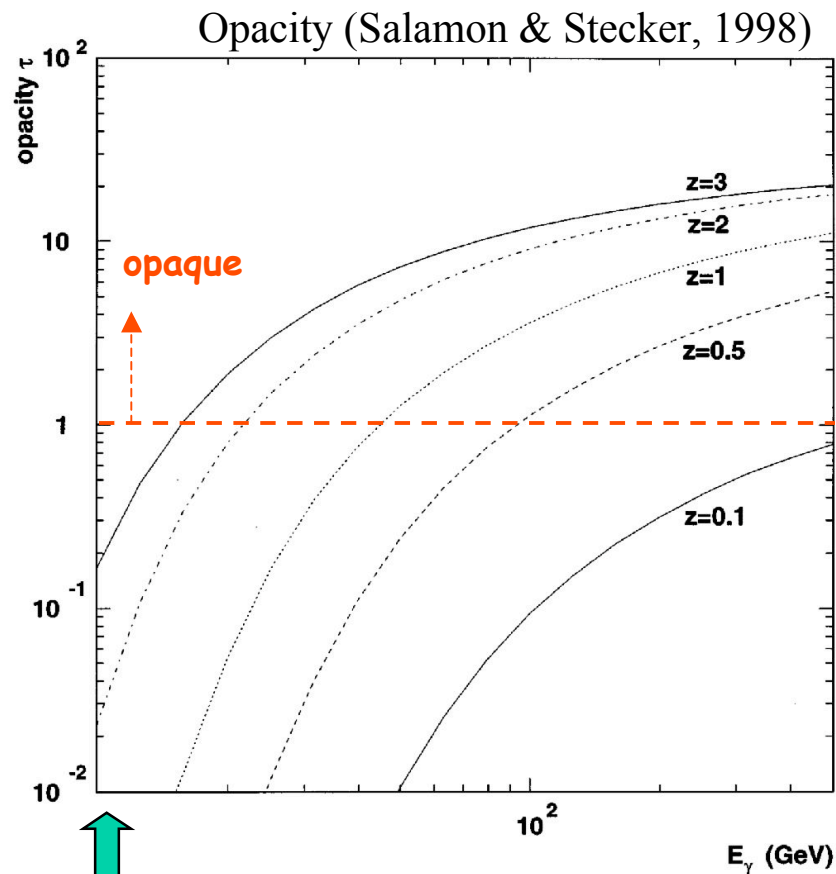 Opacity (Salamon & Stecker, 1998)
opacity τ
10²
z=3
z=2
10
opaque
z=1
z=0.5
1
z=0.1
10⁻¹
10⁻²
10²
E_γ (GeV)